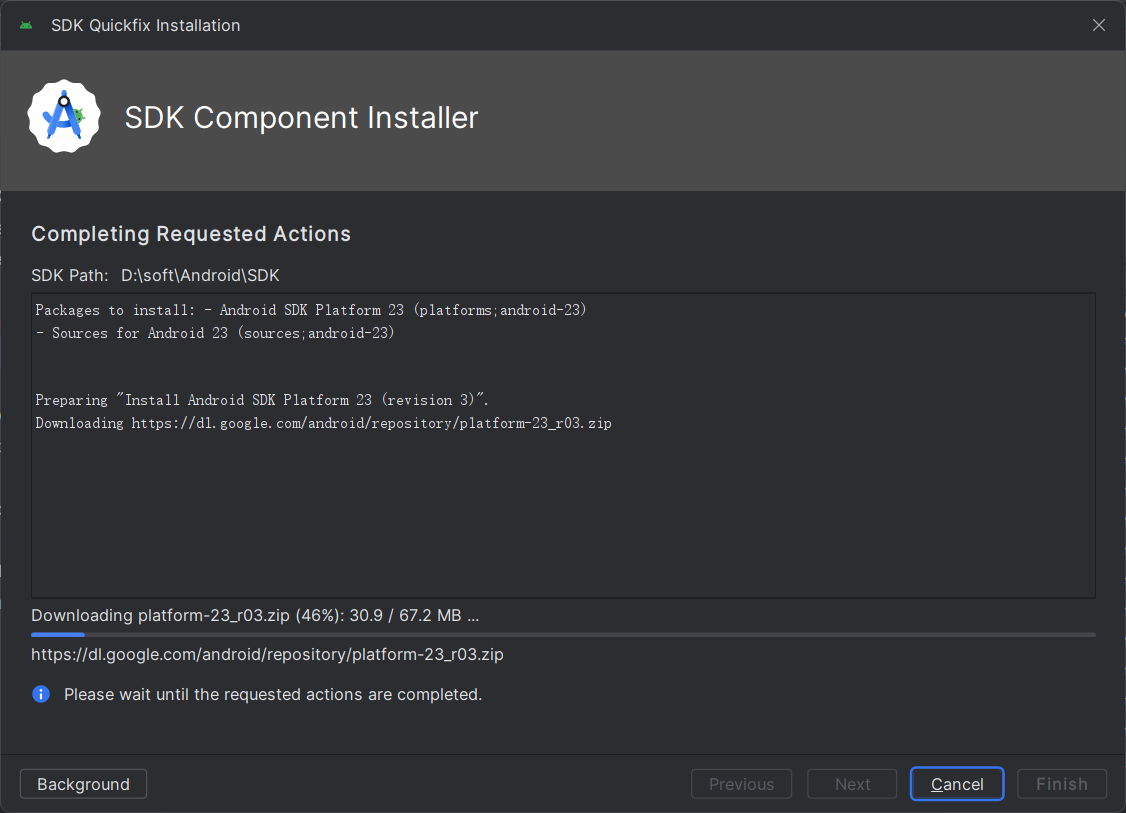 SDK Quickfix Installation
SDK Component Installer
Completing Requested Actions
SDK Path: D:\soft\Android\SDK
Packages to install: - Android SDK Platform 23 (platforms;android-23)
- Sources for Android 23 (sources;android-23)
Preparing "Install Android SDK Platform 23 (revision 3)".
Downloading https://dl.google.com/android/repository/platform-23_r03.zip
Downloading platform-23_r03.zip (46%): 30.9 / 67.2 MB ...
https://dl.google.com/android/repository/platform-23_r03.zip
Please wait until the requested actions are completed.
Background Previous Next Cancel Finish